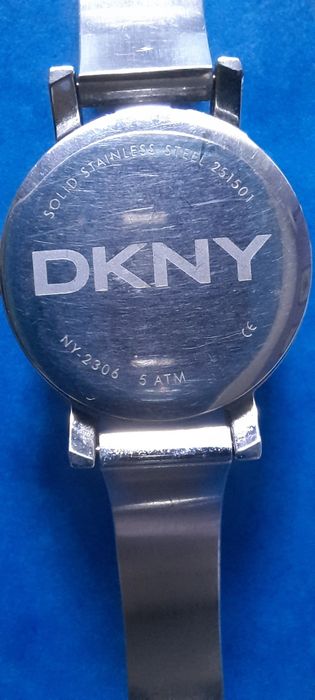 SOLID STAINLESS STEEL 251501
DKNY
NY-2306 5 ATM CE